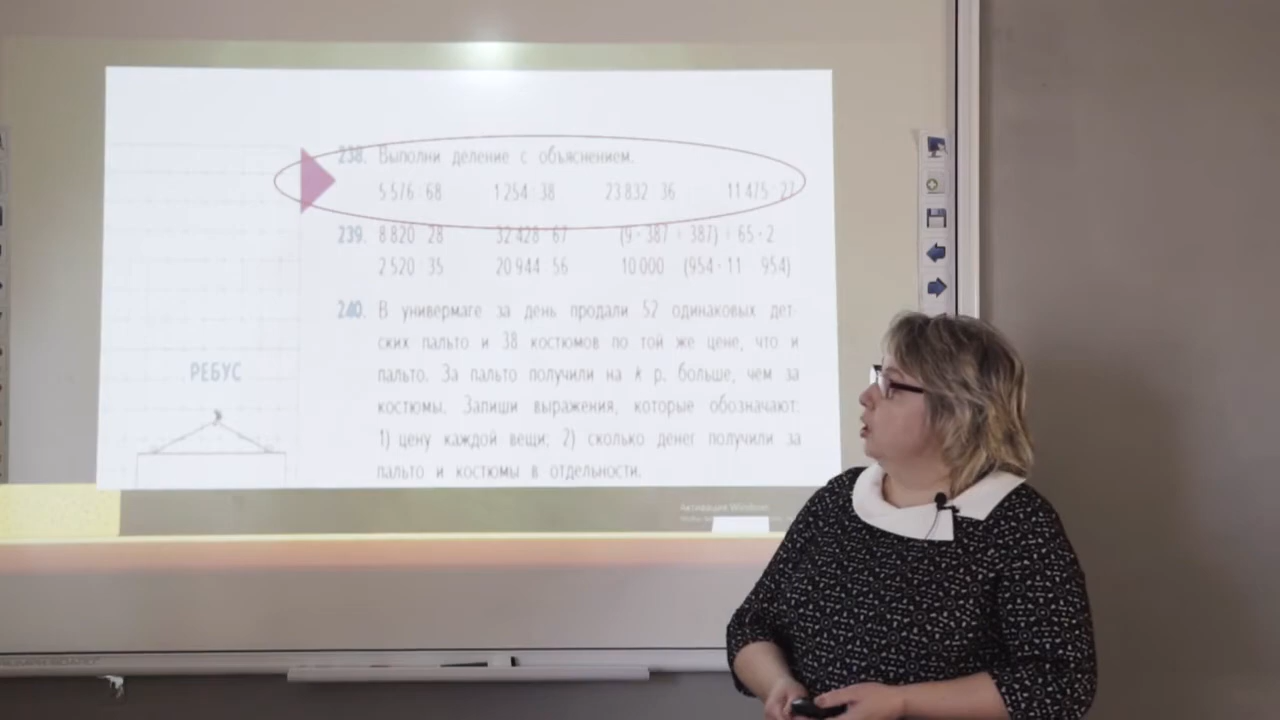 238. Выполни деление с объяснением.
5 576 : 68 1 254 : 38 23 832 : 36 11 475 : 27
239. 8 820 : 28 32 428 : 67 (9 · 387 + 387) : 65 · 2
2 520 : 35 20 944 : 56 10 000 (954 · 11 954)
240. В универмаге за день продали 52 одинаковых дет-
ских пальто и 38 костюмов по той же цене, что и
пальто. За пальто получили на k р. больше, чем за
костюмы. Запиши выражения, которые обозначают:
РЕБУС
1) цену каждой вещи; 2) сколько денег получили за
пальто и костюмы в отдельности.
Активация Windows